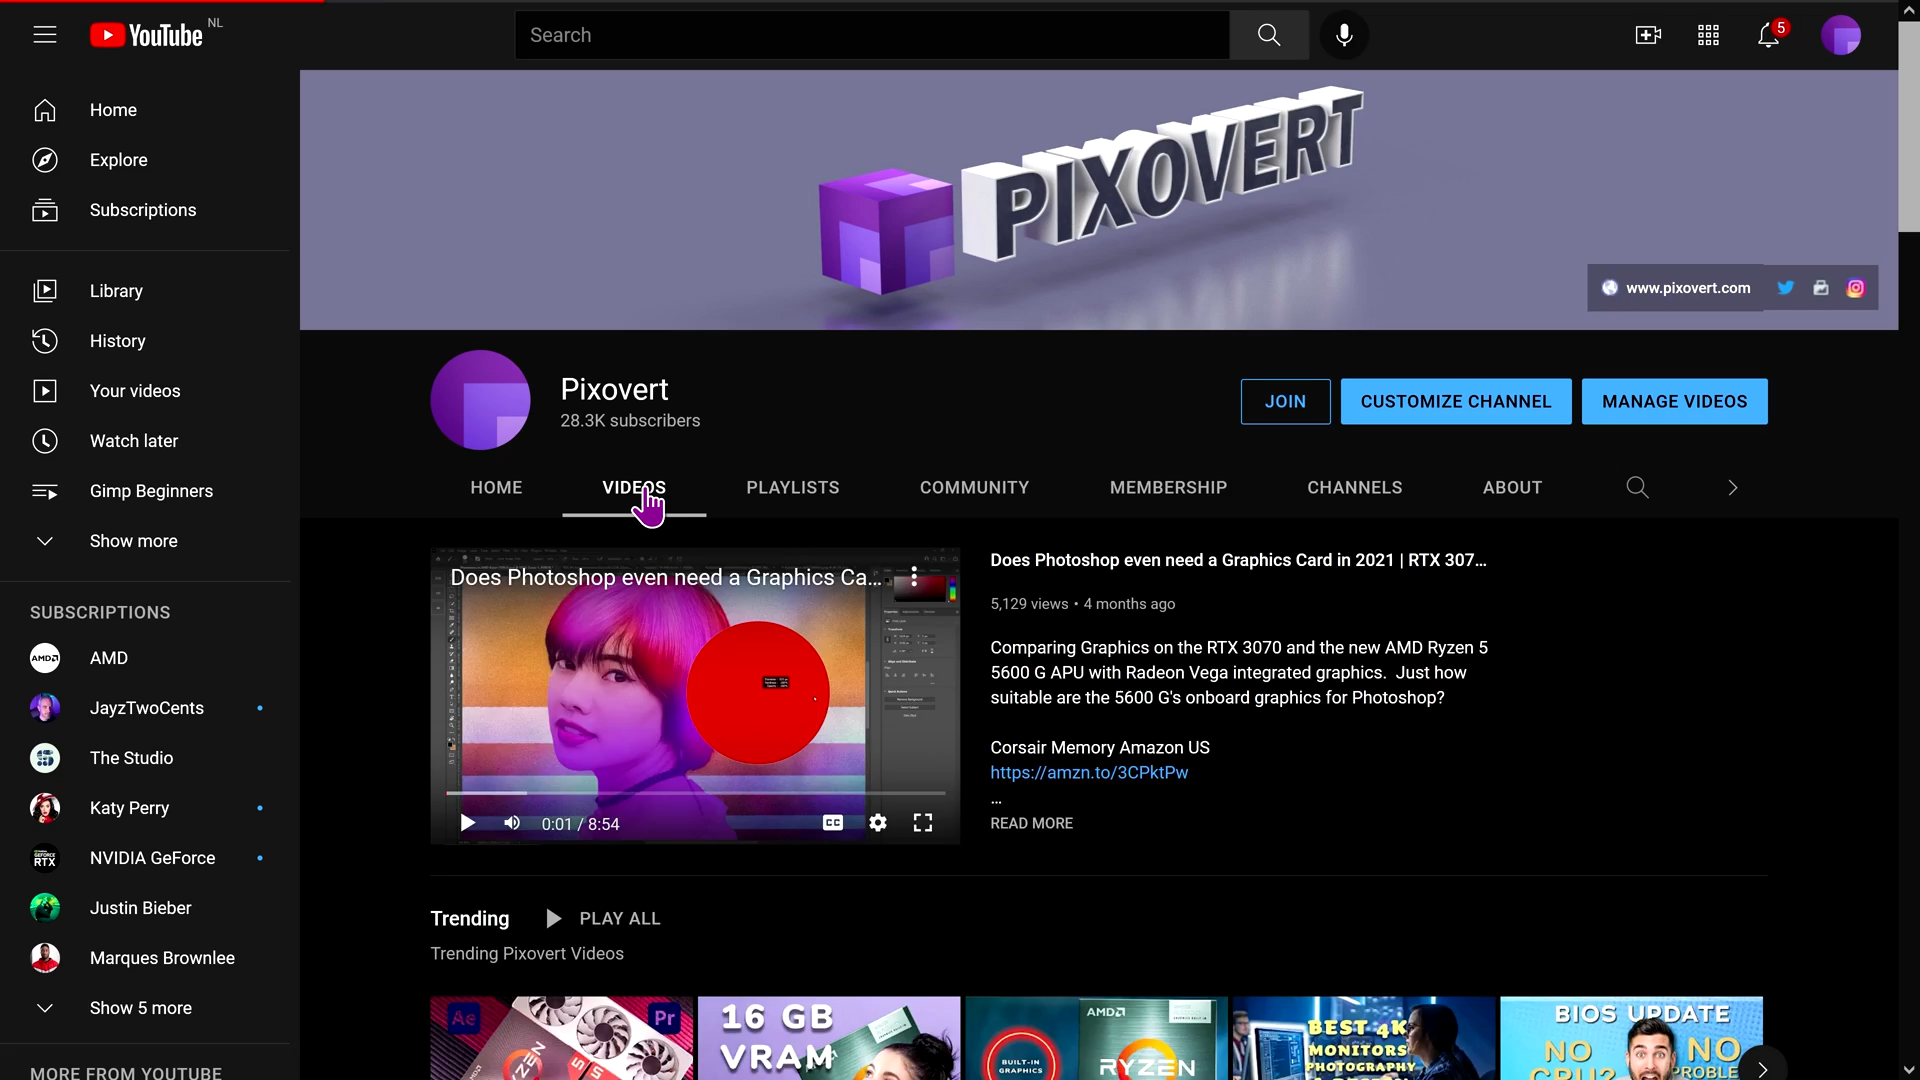 YouTube NL
Search
5
Home
Explore
Subscriptions
Library
History
Your videos
Watch later
Gimp Beginners
Show more
SUBSCRIPTIONS
AMD
JayzTwoCents
The Studio
Katy Perry
NVIDIA GeForce
Justin Bieber
Marques Brownlee
Show 5 more
MORE FROM YOUTUBE
PIXOVERT
www.pixovert.com
Pixovert
28.3K subscribers
JOIN
CUSTOMIZE CHANNEL
MANAGE VIDEOS
HOME
VIDEOS
PLAYLISTS
COMMUNITY
MEMBERSHIP
CHANNELS
ABOUT
Does Photoshop even need a Graphics Ca...
0:01 / 8:54
CC
Does Photoshop even need a Graphics Card in 2021 | RTX 307...
5,129 views • 4 months ago
Comparing Graphics on the RTX 3070 and the new AMD Ryzen 5
5600 G APU with Radeon Vega integrated graphics. Just how
suitable are the 5600 G's onboard graphics for Photoshop?
Corsair Memory Amazon US
https://amzn.to/3CPktPw
...
READ MORE
Trending
PLAY ALL
Trending Pixovert Videos
Ae
Pr
RYZEN
16 GB
VRAM
AMD
BUILT-IN
GRAPHICS
RYZEN
BEST 4K
MONITORS
PHOTOGRAPHY
BIOS UPDATE
NO
CPU?
NO
PROBLEM